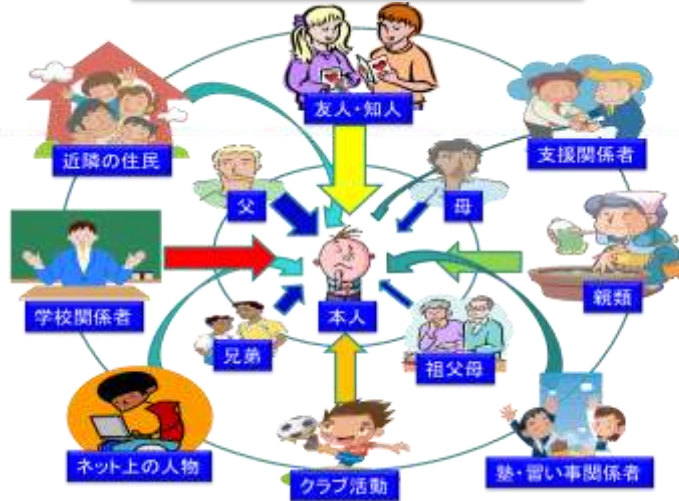 友人・知人
近隣の住民
支援関係者
父
母
学校関係者
本人
親類
兄弟
祖父母
ネット上の人物
クラブ活動
塾・習い事関係者